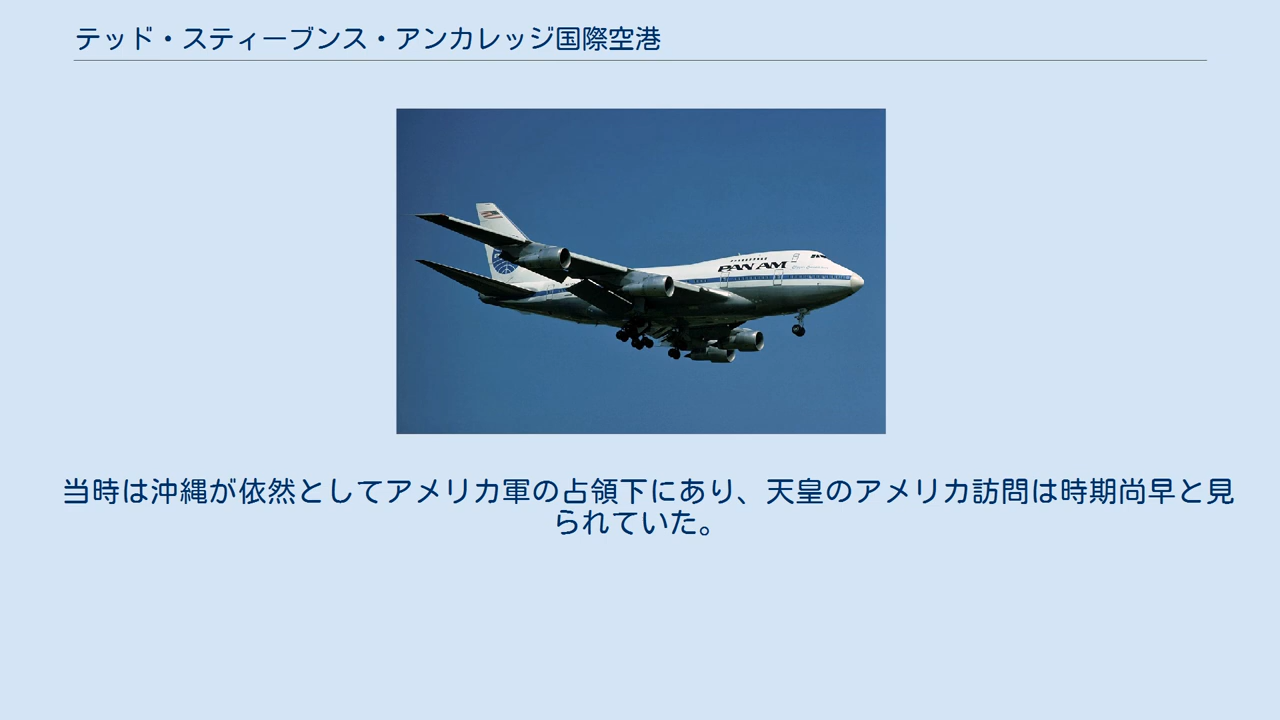 テッド・スティーブンス・アンカレッジ国際空港
PAN AM
当時は沖縄が依然としてアメリカ軍の占領下にあり、天皇のアメリカ訪問は時期尚早と見
られていた。